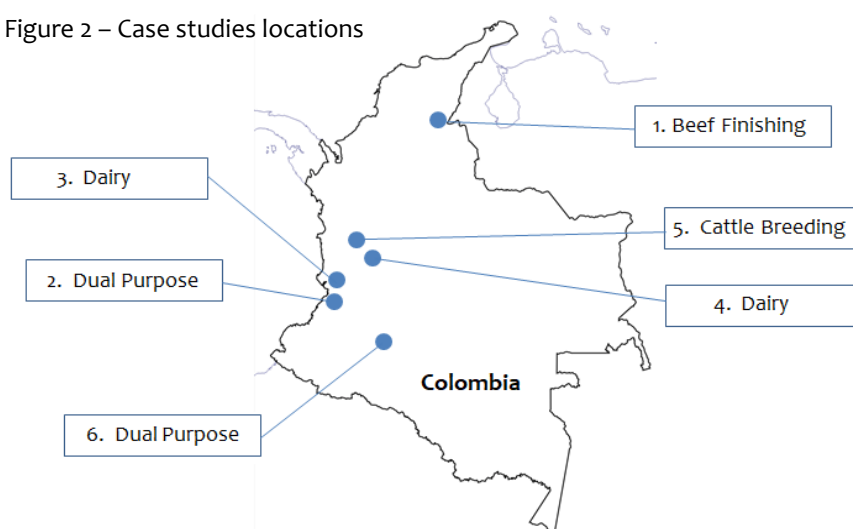 Figure 2 – Case studies locations
1. Beef Finishing
3. Dairy
5. Cattle Breeding
2. Dual Purpose
4. Dairy
Colombia
6. Dual Purpose